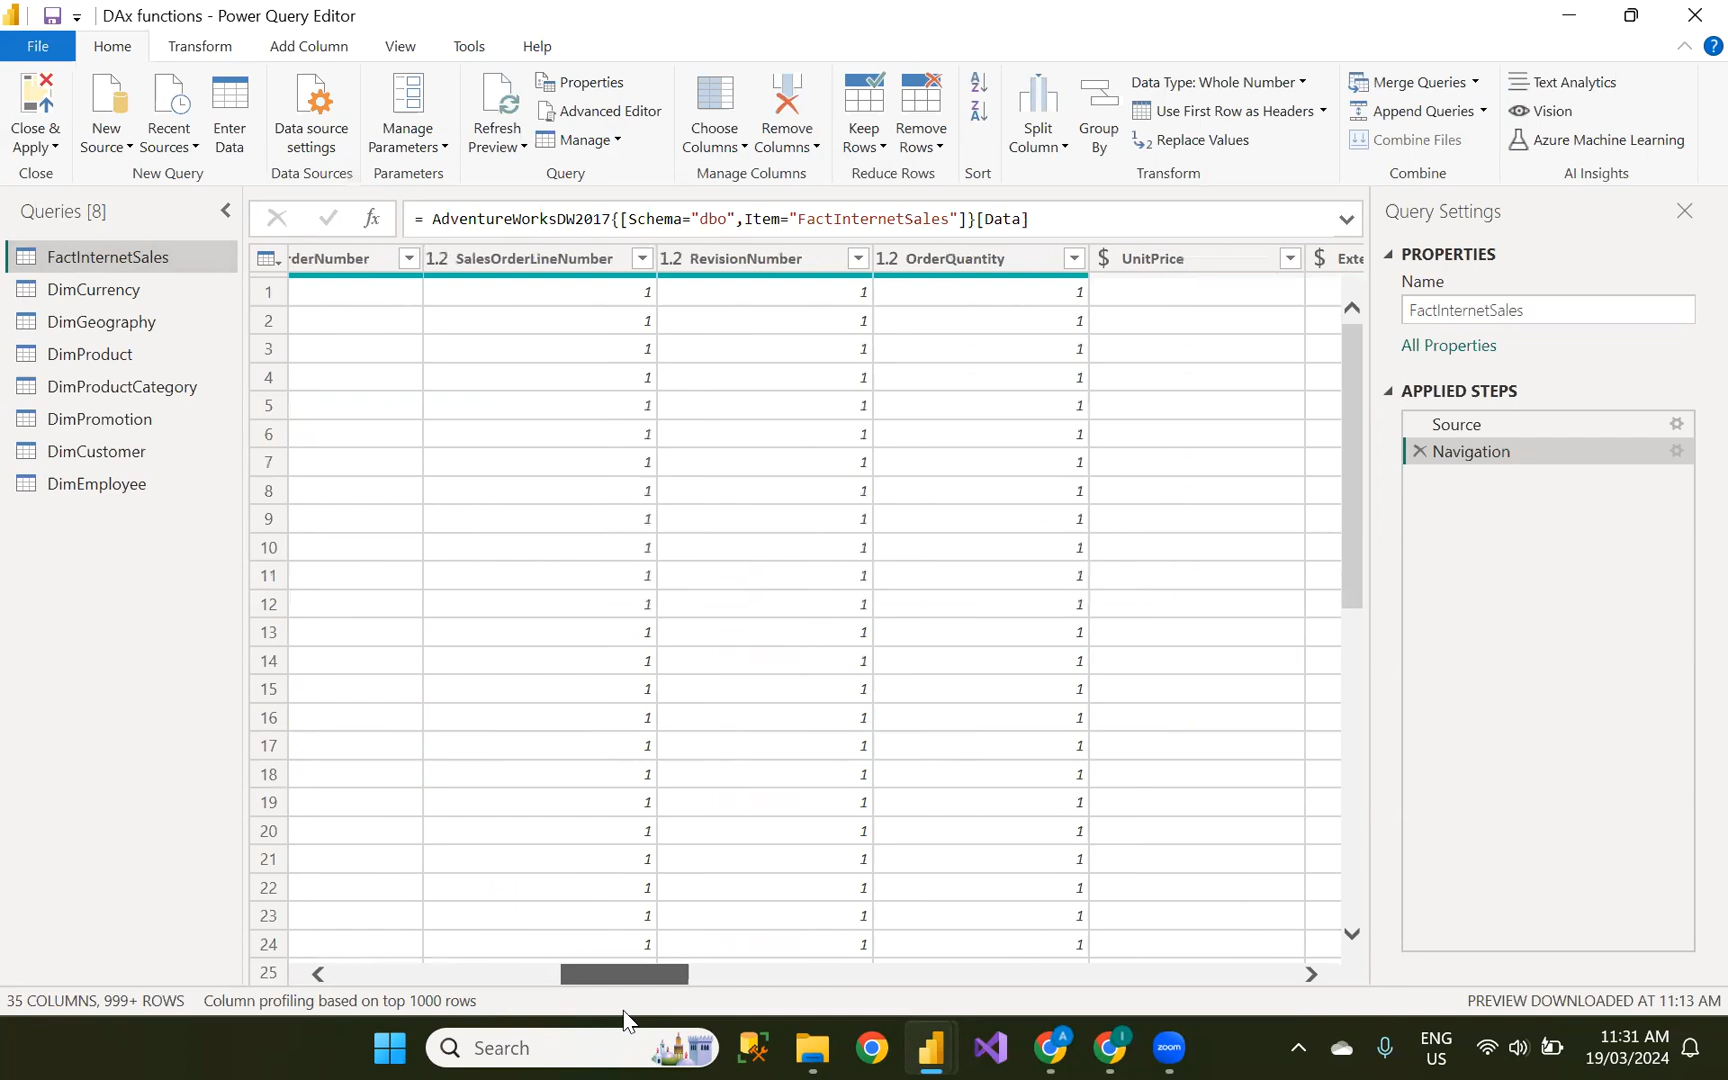 DAx functions - Power Query Editor
File Home Transform Add Column View Tools Help
Close & Apply
New Source
Recent Sources
Enter Data
Data source settings
Manage Parameters
Refresh Preview
Properties
Advanced Editor
Manage
Choose Columns
Remove Columns
Keep Rows
Remove Rows
Split Column
Group By
Data Type: Whole Number
Use First Row as Headers
Replace Values
Merge Queries
Append Queries
Combine Files
Text Analytics
Vision
Azure Machine Learning
Close New Query Data Sources Parameters Query Manage Columns Reduce Rows Sort Transform Combine AI Insights
Queries [8]
FactInternetSales
DimCurrency
DimGeography
DimProduct
DimProductCategory
DimPromotion
DimCustomer
DimEmployee
fx = AdventureWorksDW2017{[Schema="dbo",Item="FactInternetSales"]}[Data]
rderNumber 1.2 SalesOrderLineNumber 1.2 RevisionNumber 1.2 OrderQuantity $ UnitPrice $ Exte
1 1 1 1
2 1 1 1
3 1 1 1
4 1 1 1
5 1 1 1
6 1 1 1
7 1 1 1
8 1 1 1
9 1 1 1
10 1 1 1
11 1 1 1
12 1 1 1
13 1 1 1
14 1 1 1
15 1 1 1
16 1 1 1
17 1 1 1
18 1 1 1
19 1 1 1
20 1 1 1
21 1 1 1
22 1 1 1
23 1 1 1
24 1 1 1
25
Query Settings
PROPERTIES
Name
FactInternetSales
All Properties
APPLIED STEPS
Source
Navigation
35 COLUMNS, 999+ ROWS Column profiling based on top 1000 rows PREVIEW DOWNLOADED AT 11:13 AM
Search
A
I
zoom
ENG
US
11:31 AM
19/03/2024